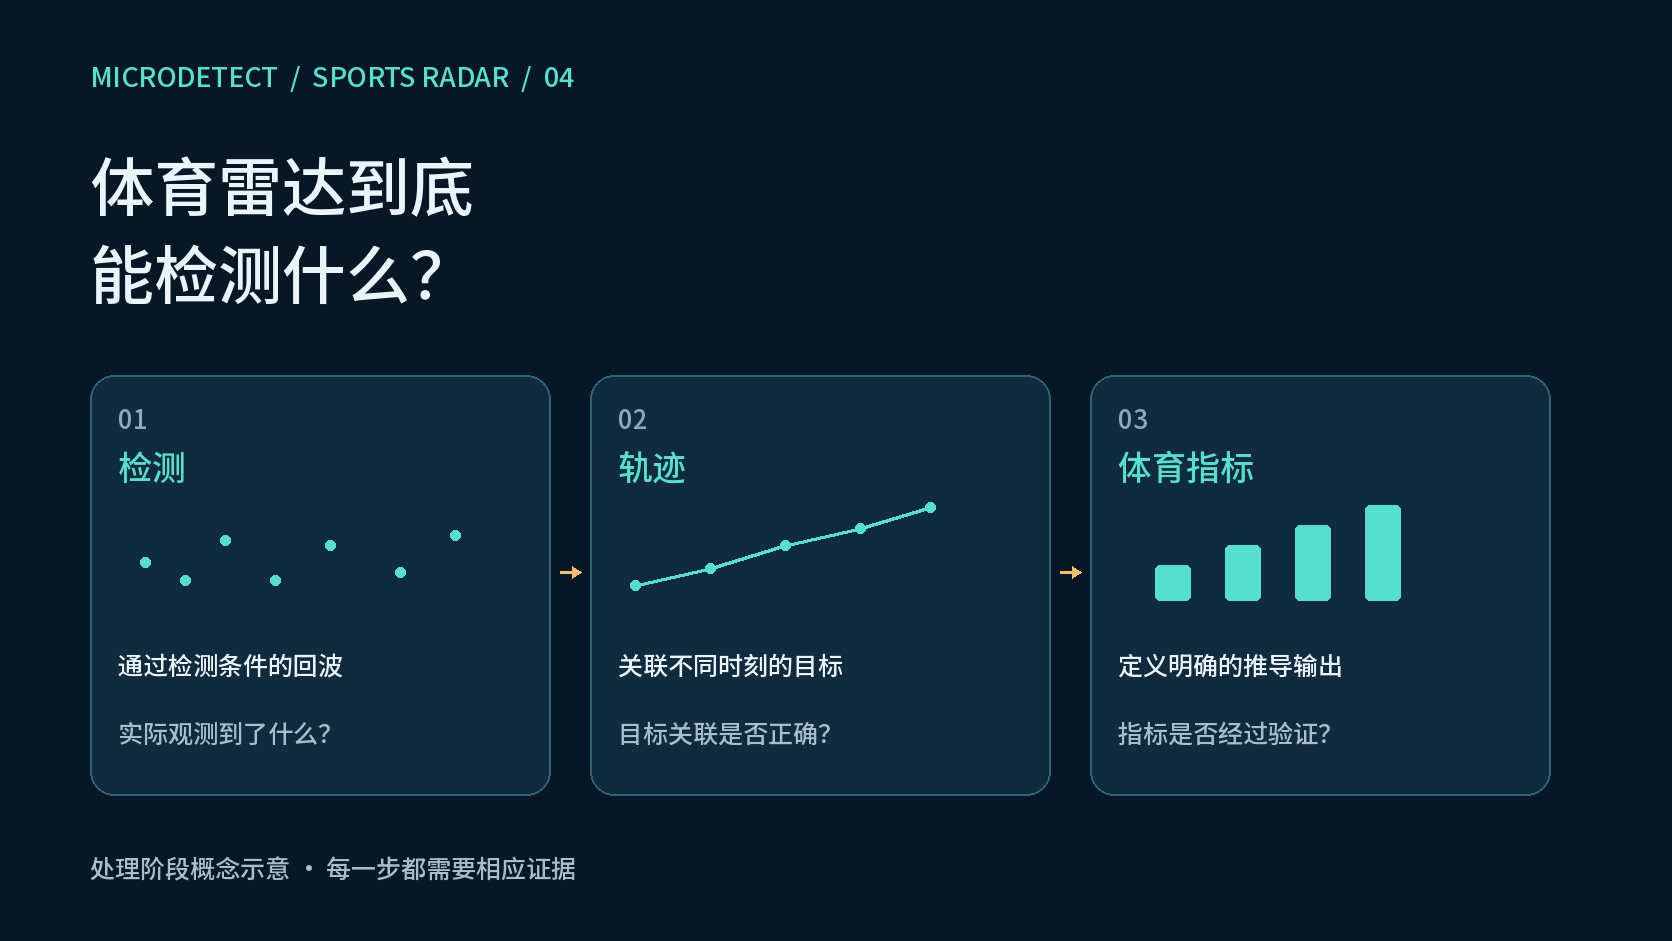 MICRODETECT / SPORTS RADAR / 04
体育雷达到底
能检测什么？
01
检测
通过检测条件的回波
实际观测到了什么？
02
轨迹
关联不同时刻的目标
目标关联是否正确？
03
体育指标
定义明确的推导输出
指标是否经过验证？
处理阶段概念示意 · 每一步都需要相应证据